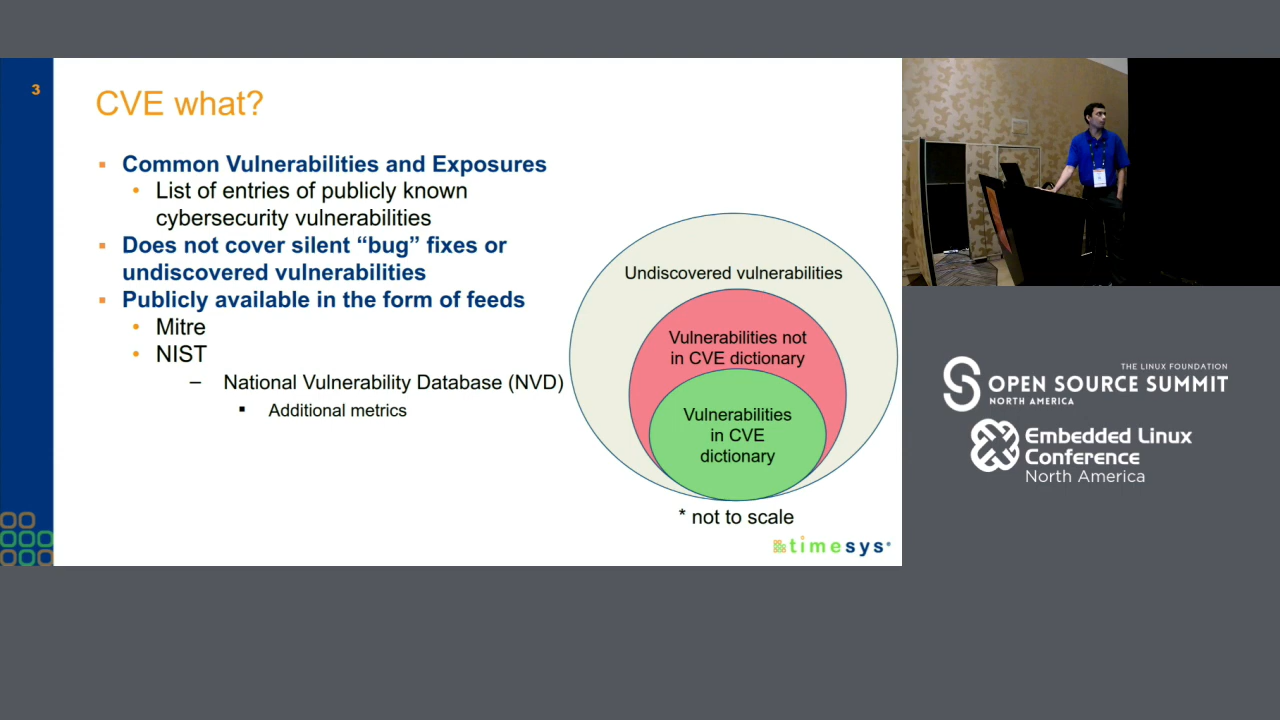 3
CVE what?
Common Vulnerabilities and Exposures
List of entries of publicly known
cybersecurity vulnerabilities
Does not cover silent “bug” fixes or
undiscovered vulnerabilities
Publicly available in the form of feeds
Mitre
NIST
– National Vulnerability Database (NVD)
Additional metrics
Undiscovered vulnerabilities
Vulnerabilities not
in CVE dictionary
Vulnerabilities
in CVE
dictionary
* not to scale
timesys®
THE LINUX FOUNDATION
OPEN SOURCE SUMMIT
NORTH AMERICA
Embedded Linux
Conference
North America